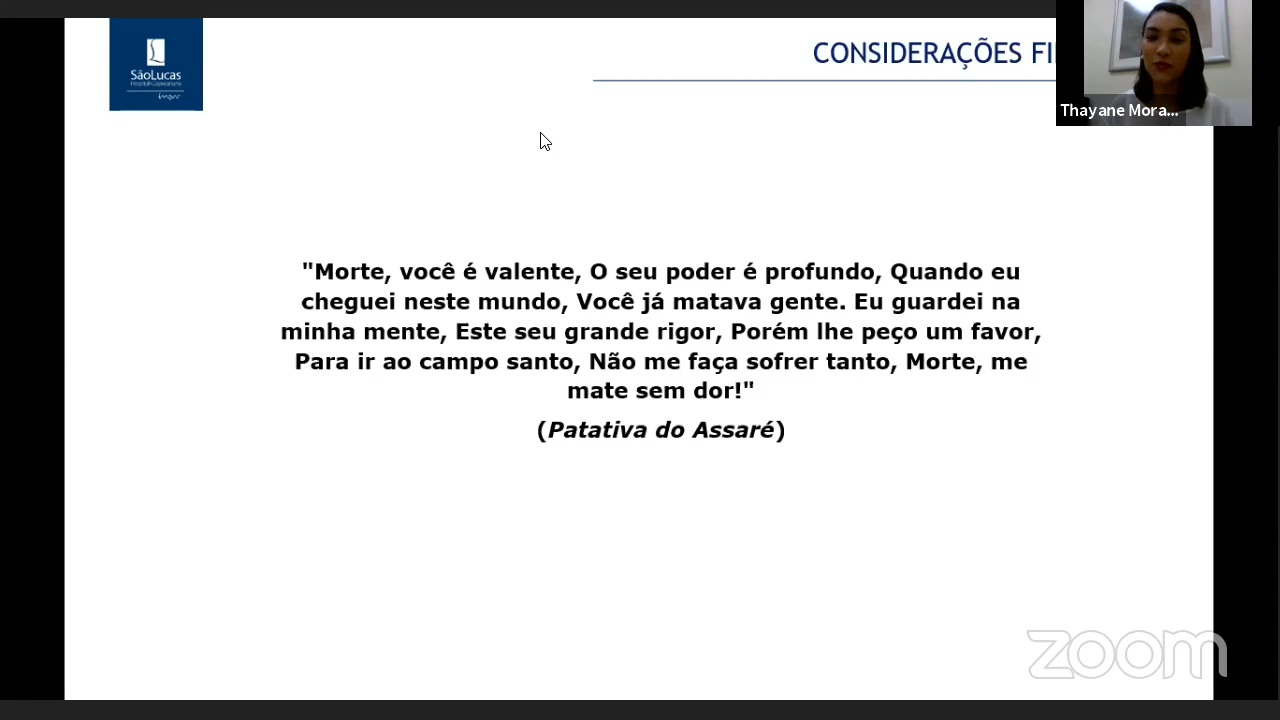 SãoLucas
CONSIDERAÇÕES FI
Thayane Mora...
"Morte, você é valente, O seu poder é profundo, Quando eu
cheguei neste mundo, Você já matava gente. Eu guardei na
minha mente, Este seu grande rigor, Porém lhe peço um favor,
Para ir ao campo santo, Não me faça sofrer tanto, Morte, me
mate sem dor!"
(Patativa do Assaré)
zoom